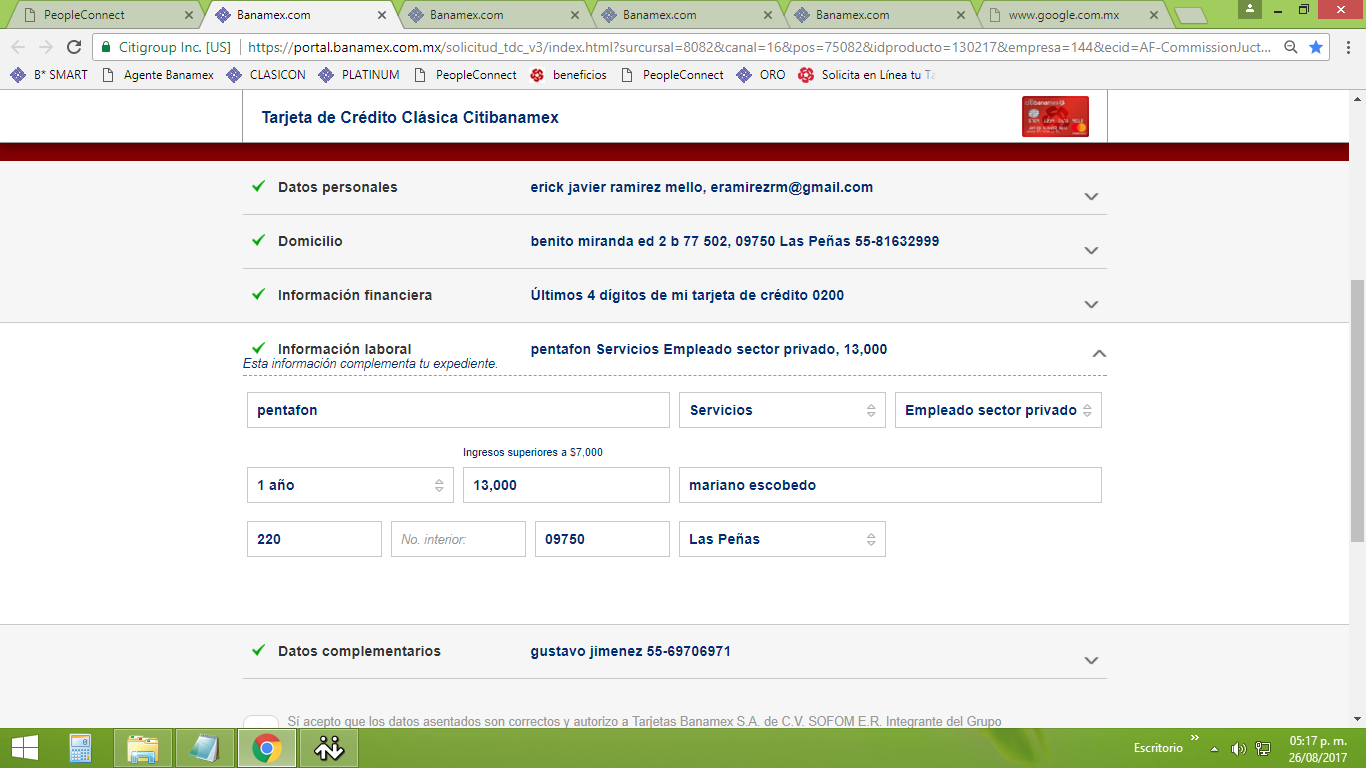 PeopleConnect
Banamex.com
Banamex.com
Banamex.com
Banamex.com
www.google.com.mx
Citigroup Inc. [US]
https://portal.banamex.com.mx/solicitud_tdc_v3/index.html?sursursal=8082&canal=16&pos=75082&idproducto=130217&empresa=144&ecid=AF-CommissionJuct...
B* SMART
Agente Banamex
CLASICON
PLATINUM
PeopleConnect
beneficios
PeopleConnect
ORO
Solicita en Línea tu Ta
Tarjeta de Crédito Clásica Citibanamex
citibanamex
Datos personales
erick javier ramirez mello, eramirezrm@gmail.com
Domicilio
benito miranda ed 2 b 77 502, 09750 Las Peñas 55-81632999
Información financiera
Últimos 4 dígitos de mi tarjeta de crédito 0200
Información laboral
pentafon Servicios Empleado sector privado, 13,000
Esta información complementa tu expediente.
pentafon
Servicios
Empleado sector privado
Ingresos superiores a $7,000
1 año
13,000
mariano escobedo
220
No. interior:
09750
Las Peñas
Datos complementarios
gustavo jimenez 55-69706971
Sí acepto que los datos asentados son correctos y autorizo a Tarjetas Banamex S.A. de C.V. SOFOM E.R. Integrante del Grupo
Escritorio
05:17 p. m.
26/08/2017